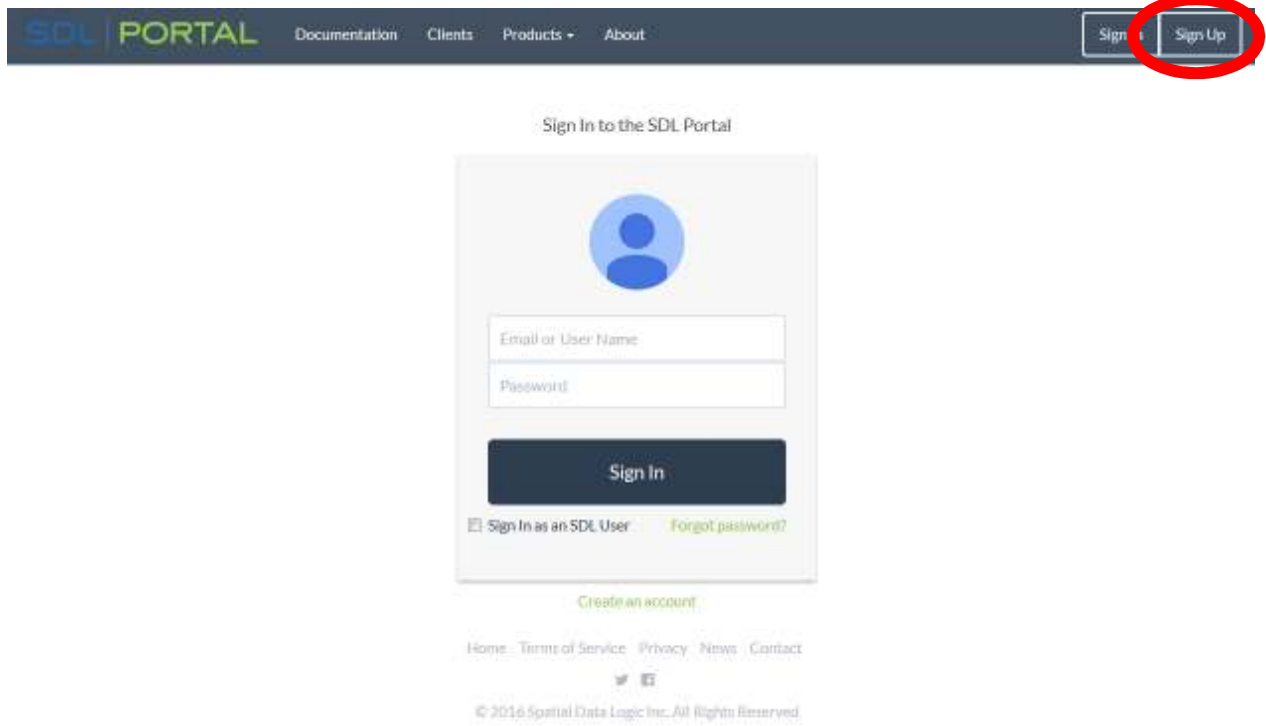 SDL PORTAL Documentation Clients Products About Sign In Sign Up
Sign In to the SDL Portal
Email or User Name
Password
Sign In
Sign In as an SDL User Forgot password?
Create an account
Home Terms of Service Privacy News Contact
© 2016 Spatial Data Logic Inc. All Rights Reserved.